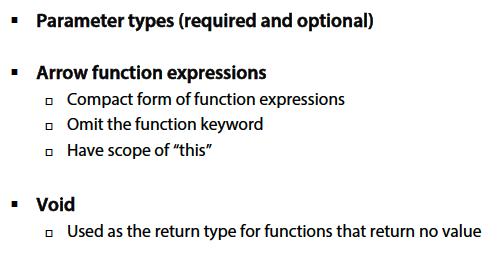 ▪ Parameter types (required and optional)
▪ Arrow function expressions
▫ Compact form of function expressions
▫ Omit the function keyword
▫ Have scope of “this”
▪ Void
▫ Used as the return type for functions that return no value